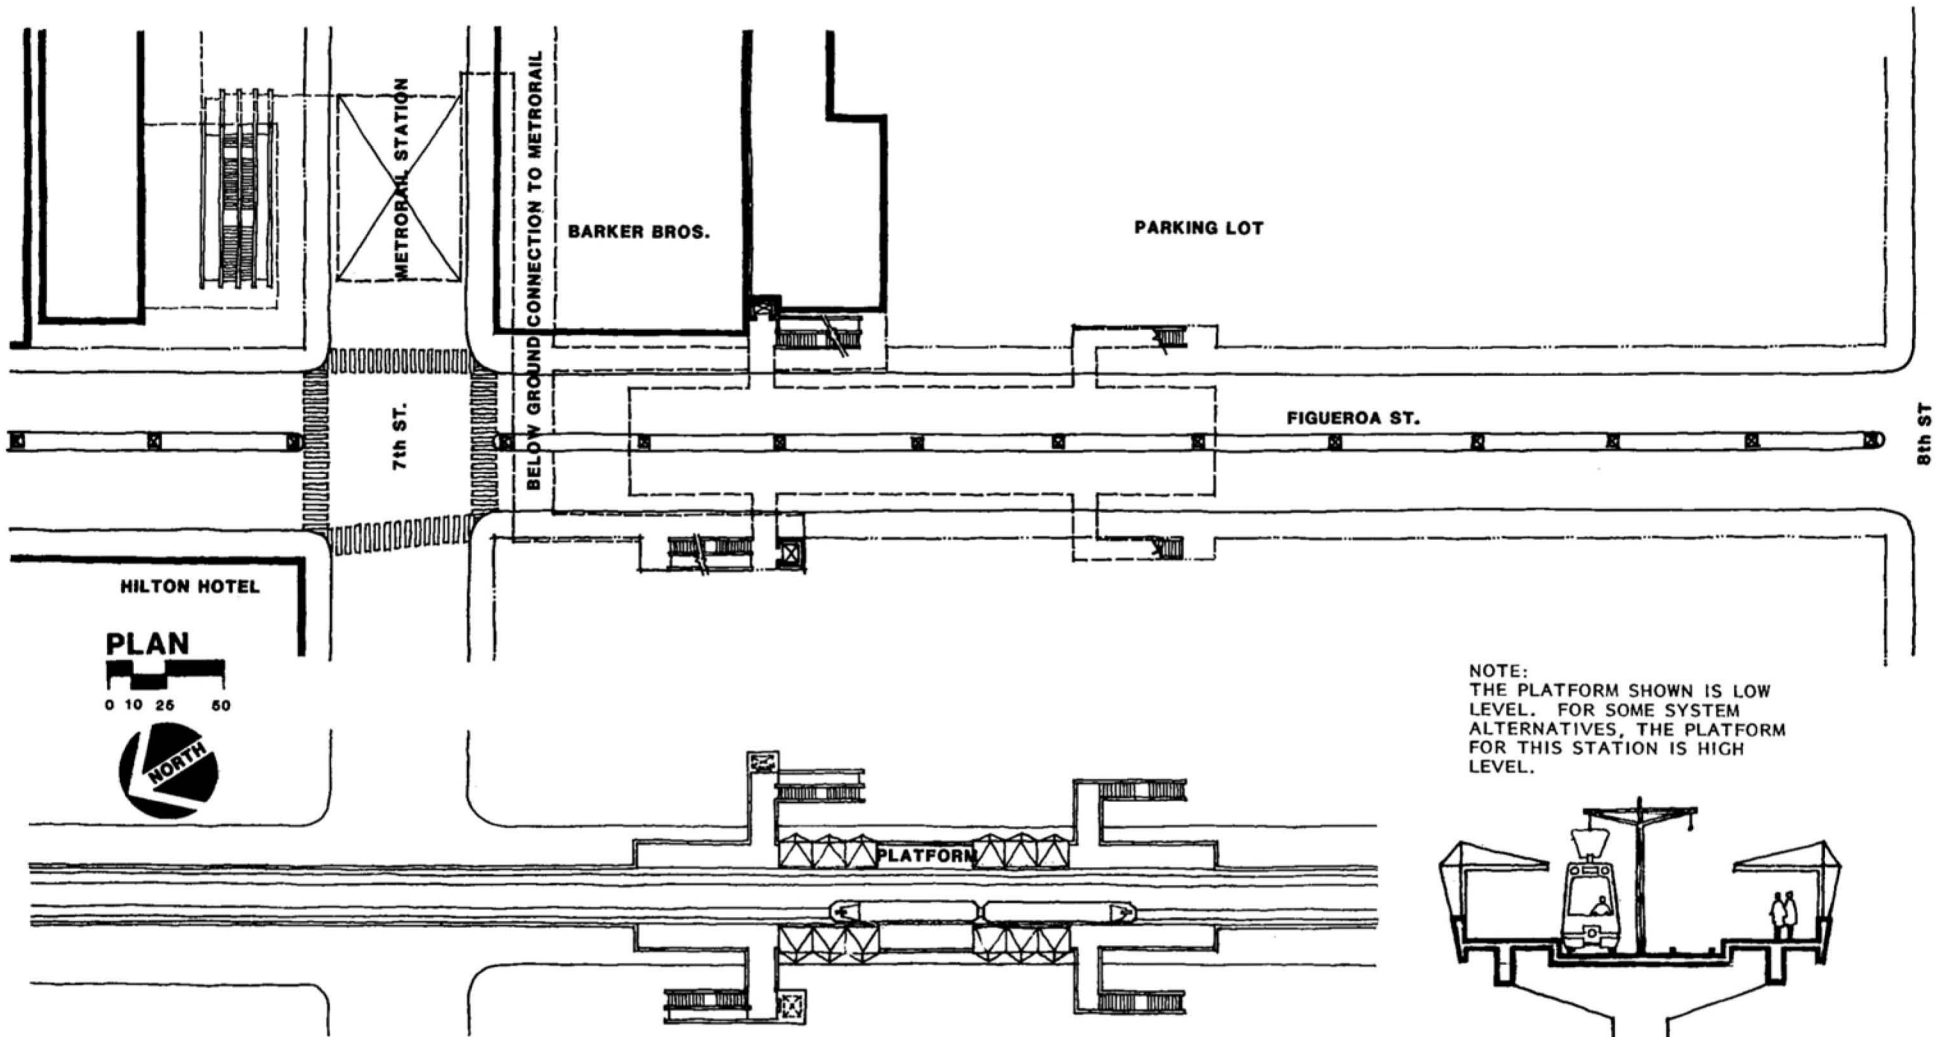 METRORAIL STATION
BELOW GROUND CONNECTION TO METRORAIL
BARKER BROS.
PARKING LOT
7th ST.
FIGUEROA ST.
8th ST
HILTON HOTEL
PLAN
0 10 25 50
NORTH
NOTE:
THE PLATFORM SHOWN IS LOW
LEVEL. FOR SOME SYSTEM
ALTERNATIVES, THE PLATFORM
FOR THIS STATION IS HIGH
LEVEL.
PLATFORM